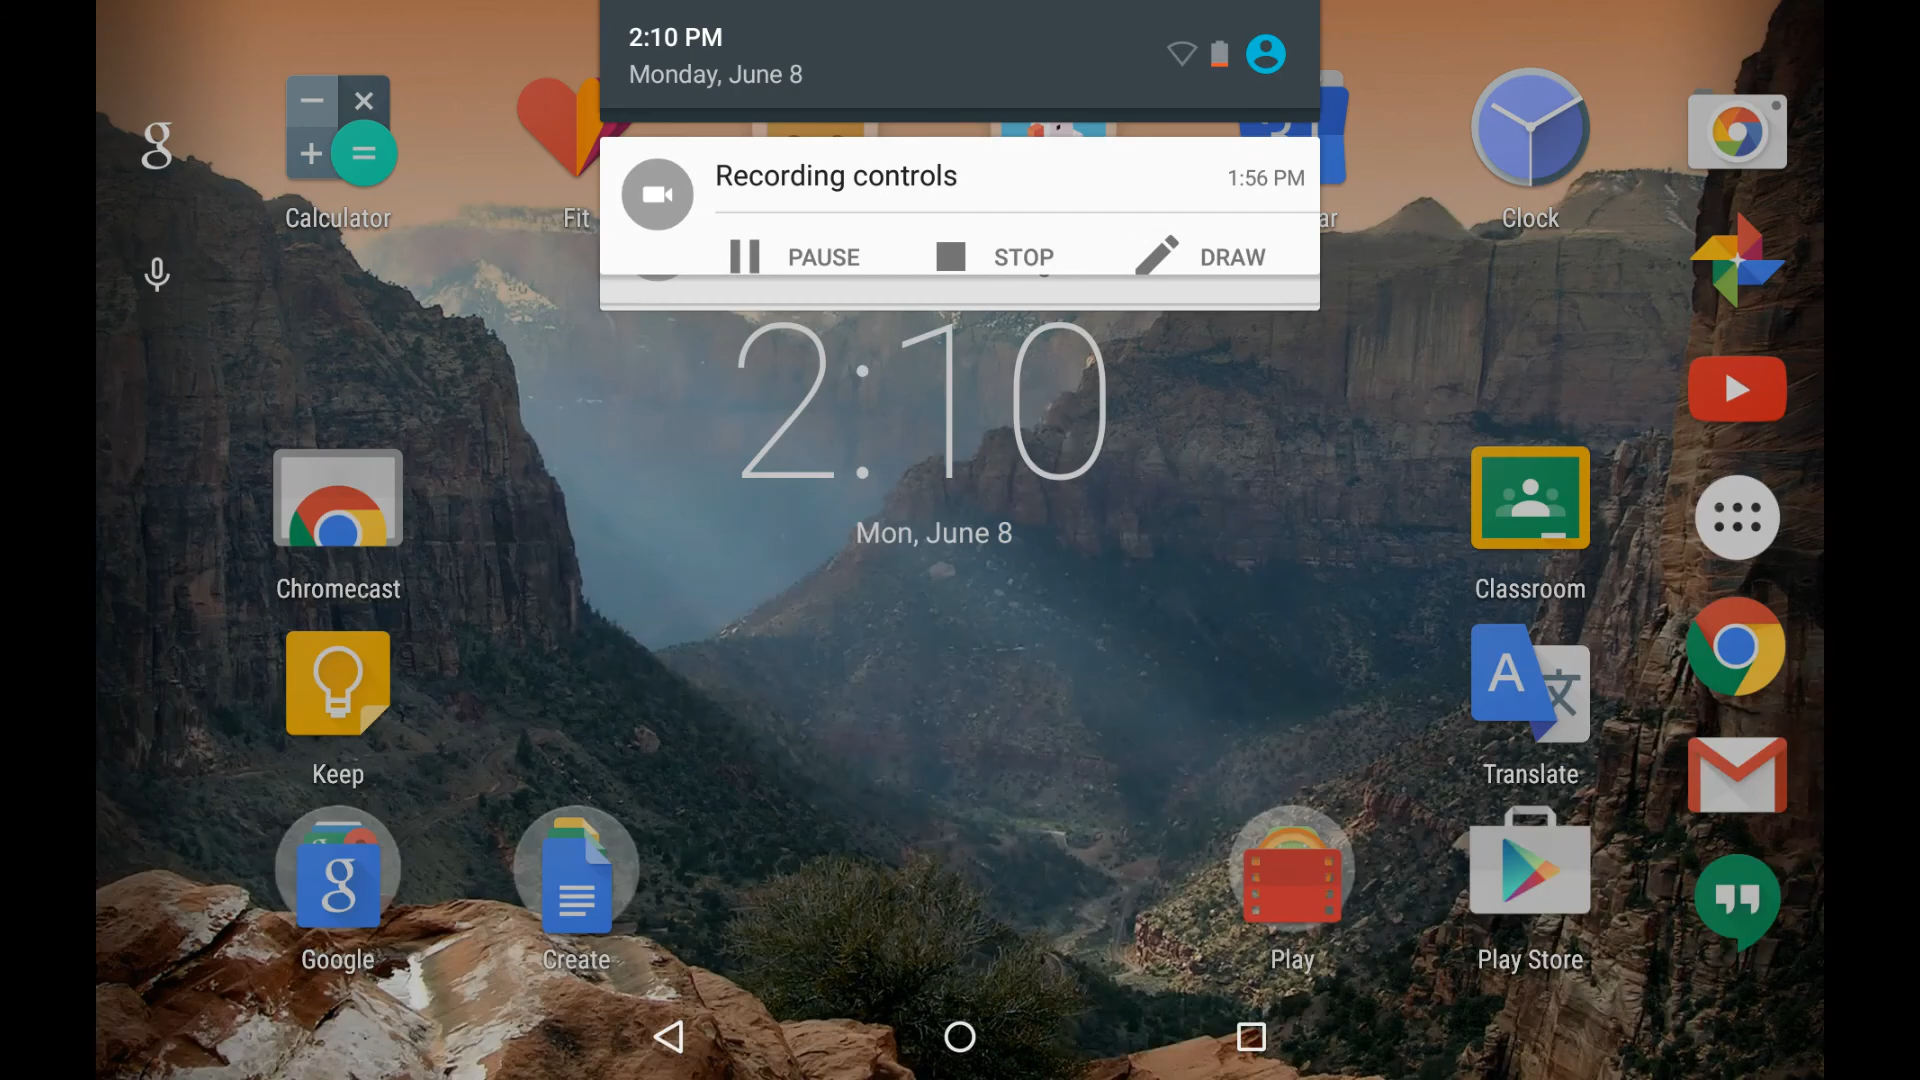 2:10 PM
Monday, June 8
Recording controls
1:56 PM
PAUSE
STOP
DRAW
Calculator
Fit
ar
Clock
2:10
Mon, June 8
Chromecast
Classroom
Keep
Translate
Google
Create
Play
Play Store